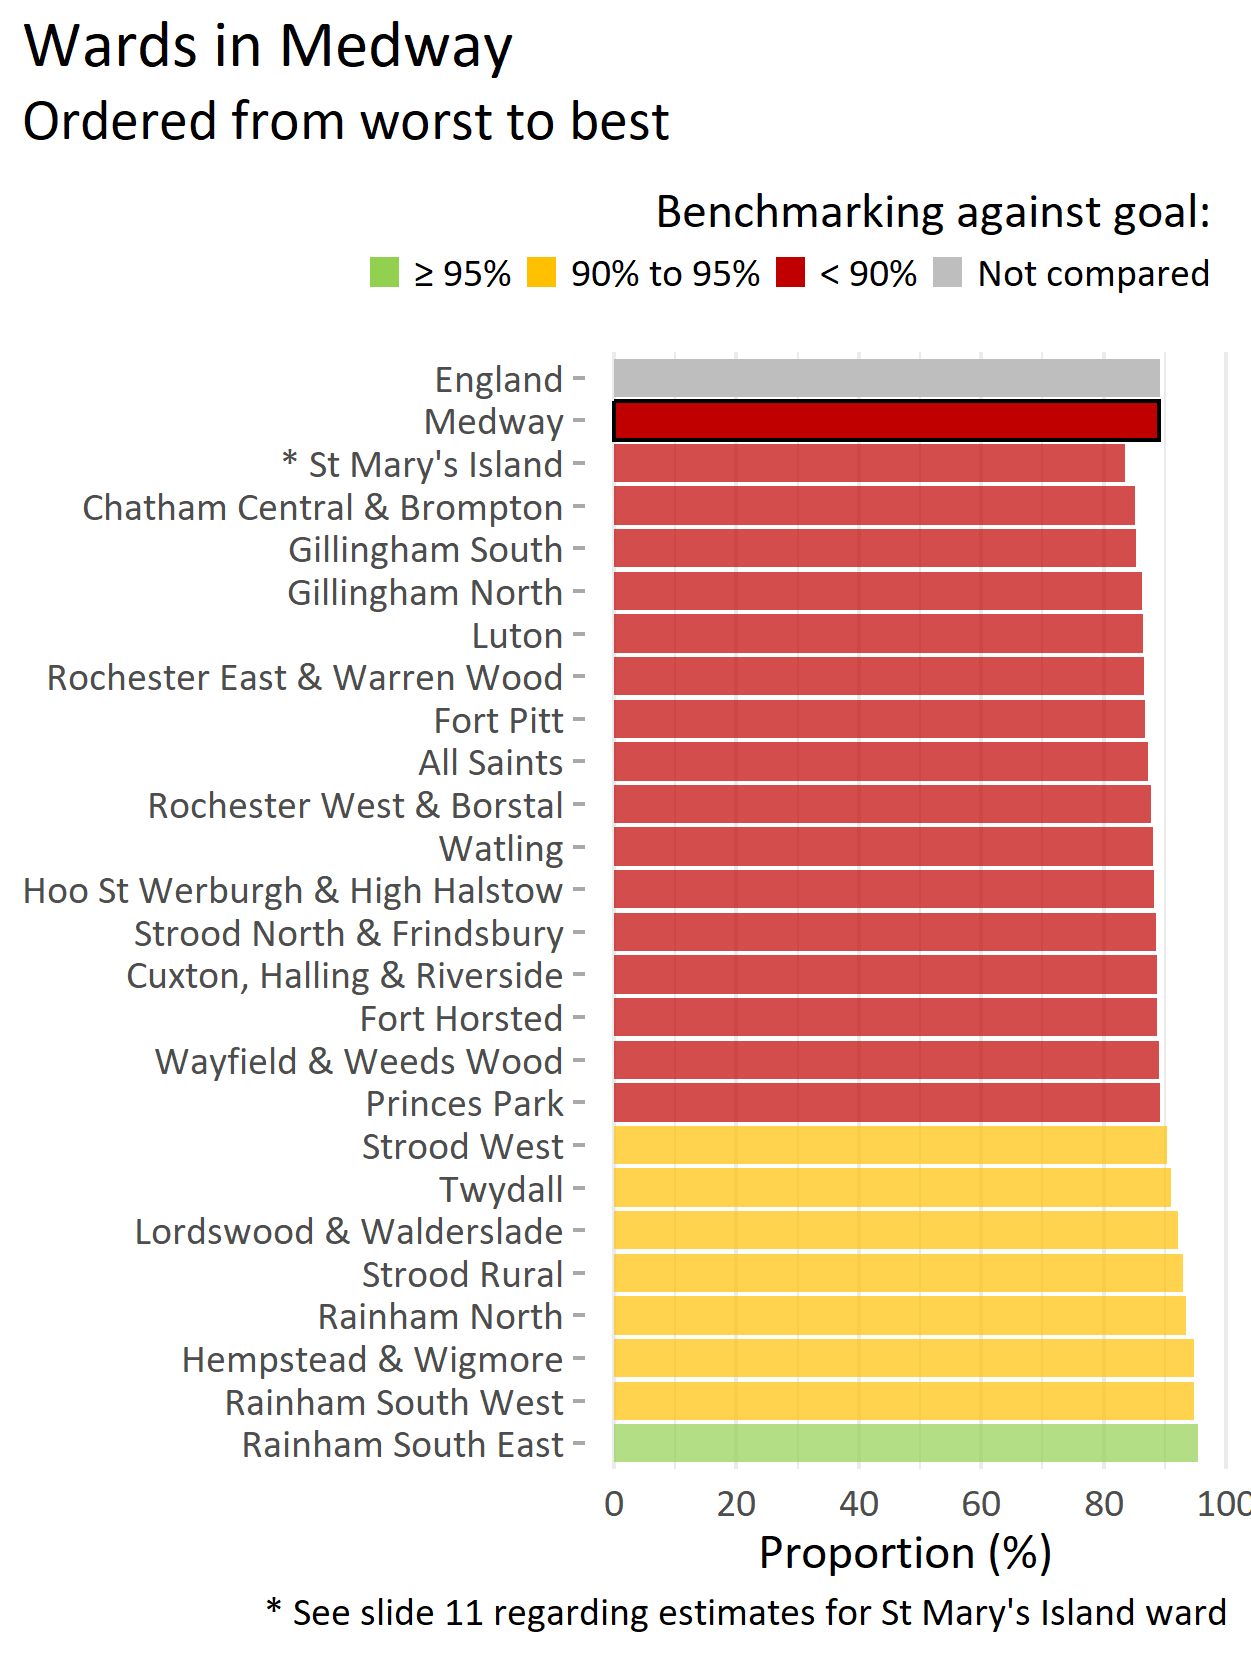 Wards in Medway
Ordered from worst to best
Benchmarking against goal:
≥ 95% 90% to 95% < 90% Not compared
England
Medway
* St Mary's Island
Chatham Central & Brompton
Gillingham South
Gillingham North
Luton
Rochester East & Warren Wood
Fort Pitt
All Saints
Rochester West & Borstal
Watling
Hoo St Werburgh & High Halstow
Strood North & Frindsbury
Cuxton, Halling & Riverside
Fort Horsted
Wayfield & Weeds Wood
Princes Park
Strood West
Twydall
Lordswood & Walderslade
Strood Rural
Rainham North
Hempstead & Wigmore
Rainham South West
Rainham South East
0 20 40 60 80 100
Proportion (%)
* See slide 11 regarding estimates for St Mary's Island ward